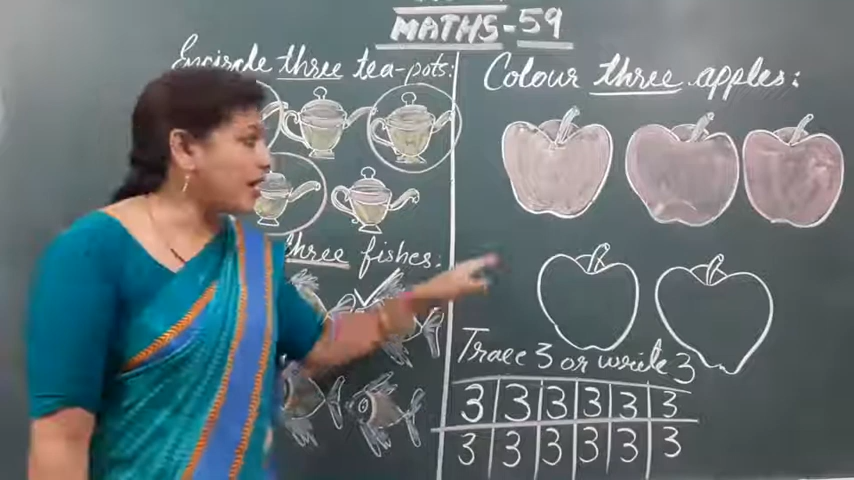 MATHS-59
Encircle three tea-pots:
three fishes:
Colour three apples:
Trace 3 or write 3
3 3 3 3 3 3
3 3 3 3 3 3